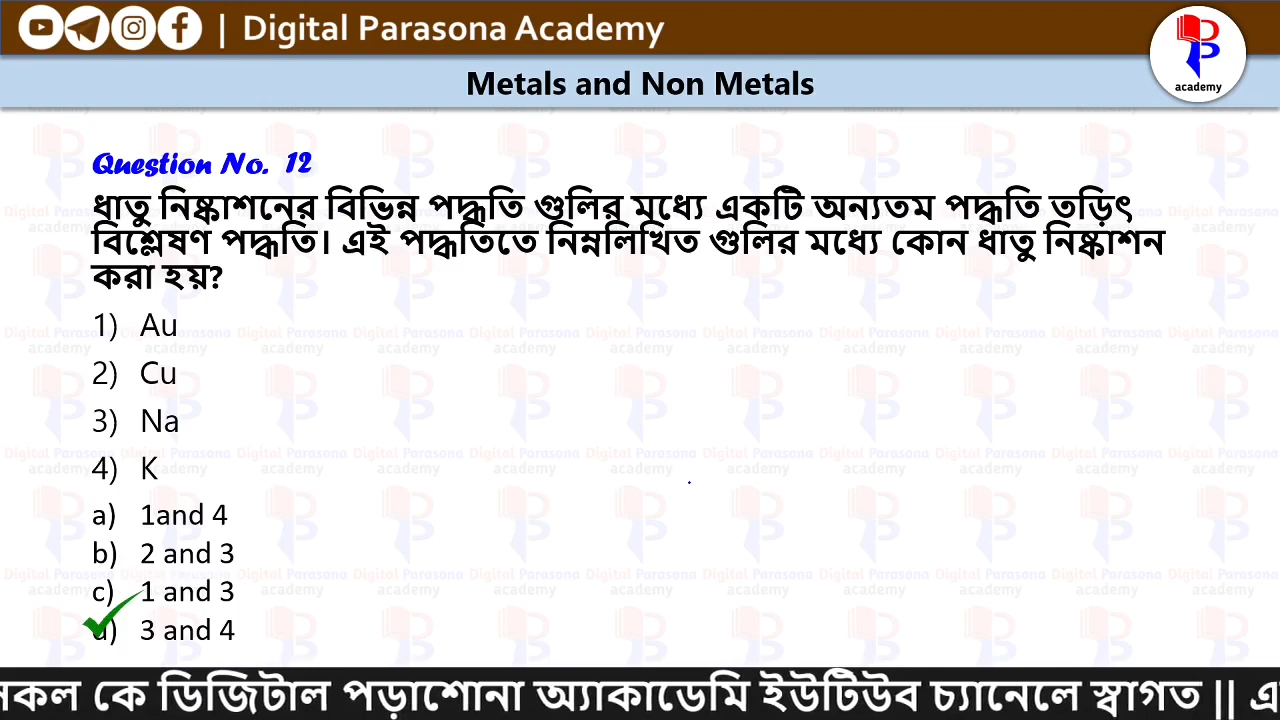 | Digital Parasona Academy
academy
Metals and Non Metals
Question No. 12
ধাতু নিষ্কাশনের বিভিন্ন পদ্ধতি গুলির মধ্যে একটি অন্যতম পদ্ধতি তড়িৎ
বিশ্লেষণ পদ্ধতি। এই পদ্ধতিতে নিম্নলিখিত গুলির মধ্যে কোন ধাতু নিষ্কাশন
করা হয়?
1) Au
2) Cu
3) Na
4) K
a) 1and 4
b) 2 and 3
c) 1 and 3
d) 3 and 4
নকল কে ডিজিটাল পড়াশোনা অ্যাকাডেমি ইউটিউব চ্যানেলে স্বাগত || এ